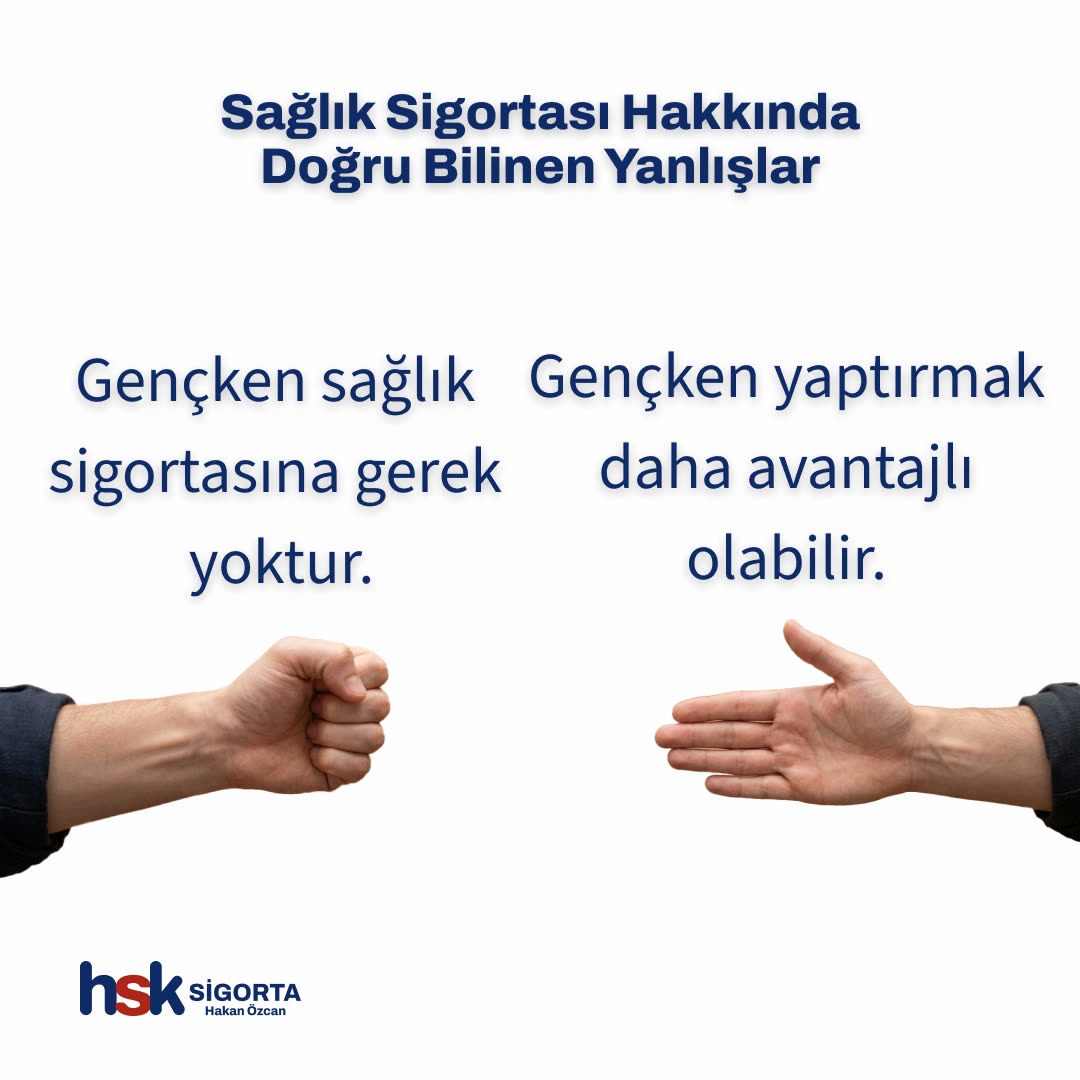 Sağlık Sigortası Hakkında
Doğru Bilinen Yanlışlar
Gençken sağlık
sigortasına gerek
yoktur.
Gençken yaptırmak
daha avantajlı
olabilir.
hsk SİGORTA
Hakan Özcan